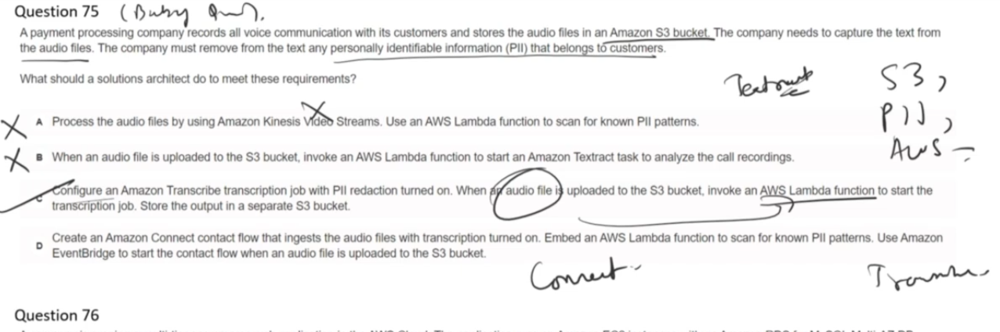 Question 75 (Baby Ques).
A payment processing company records all voice communication with its customers and stores the audio files in an Amazon S3 bucket. The company needs to capture the text from
the audio files. The company must remove from the text any personally identifiable information (PII) that belongs to customers.
What should a solutions architect do to meet these requirements?
Textract
S3,
PII,
AWS
A Process the audio files by using Amazon Kinesis Video Streams. Use an AWS Lambda function to scan for known PII patterns.
B When an audio file is uploaded to the S3 bucket, invoke an AWS Lambda function to start an Amazon Textract task to analyze the call recordings.
C Configure an Amazon Transcribe transcription job with PII redaction turned on. When an audio file is uploaded to the S3 bucket, invoke an AWS Lambda function to start the
transcription job. Store the output in a separate S3 bucket.
D Create an Amazon Connect contact flow that ingests the audio files with transcription turned on. Embed an AWS Lambda function to scan for known PII patterns. Use Amazon
EventBridge to start the contact flow when an audio file is uploaded to the S3 bucket.
Connect
Question 76